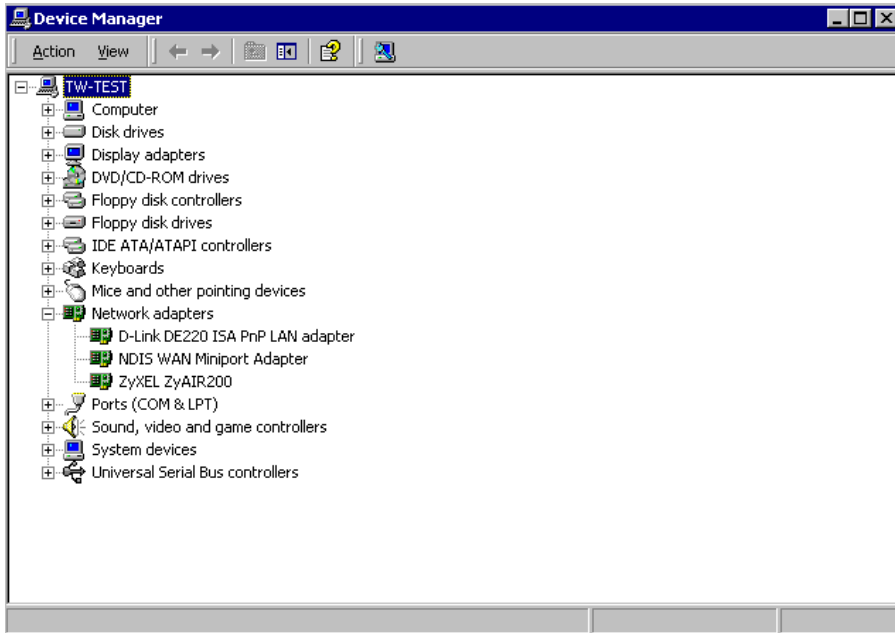 Device Manager
Action View
TW-TEST
Computer
Disk drives
Display adapters
DVD/CD-ROM drives
Floppy disk controllers
Floppy disk drives
IDE ATA/ATAPI controllers
Keyboards
Mice and other pointing devices
Network adapters
D-Link DE220 ISA PnP LAN adapter
NDIS WAN Miniport Adapter
ZyXEL ZyAIR200
Ports (COM & LPT)
Sound, video and game controllers
System devices
Universal Serial Bus controllers